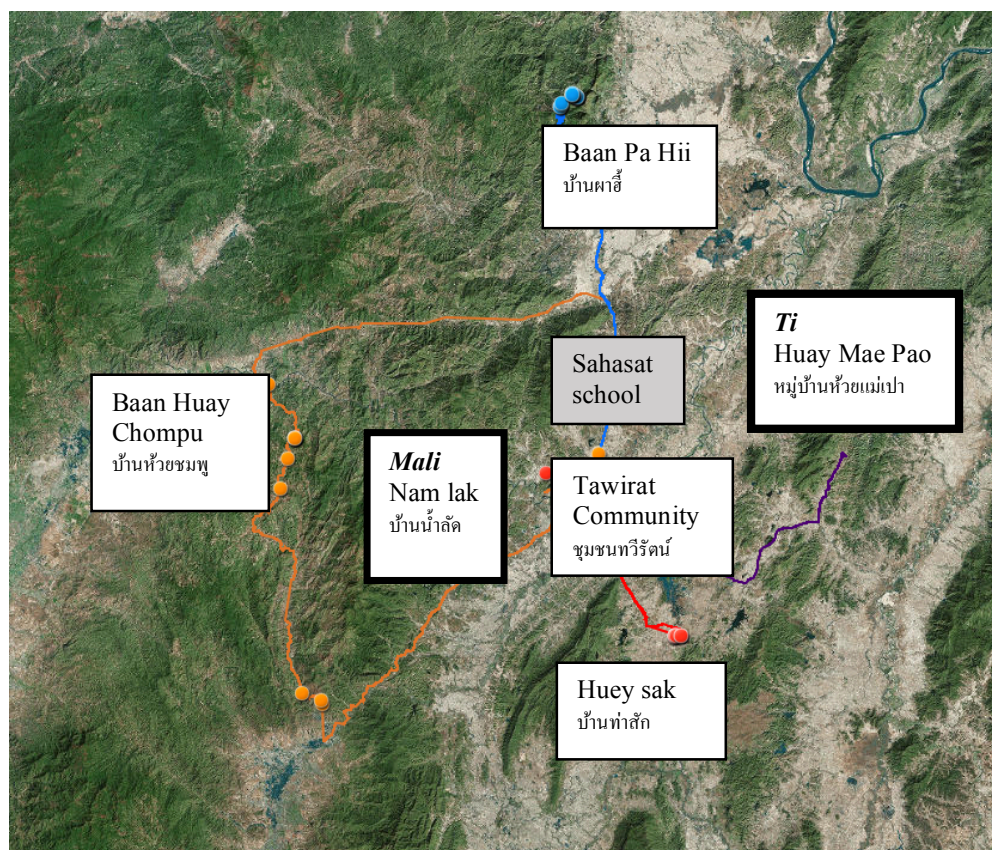 Baan Pa Hii
บ้านผาฮี้
Ti
Huay Mae Pao
หมู่บ้านห้วยแม่เปา
Sahasat
school
Baan Huay
Chompu
บ้านห้วยชมพู
Mali
Nam lak
บ้านน้ำลัด
Tawirat
Community
ชุมชนทวีรัตน์
Huey sak
บ้านท่าสัก